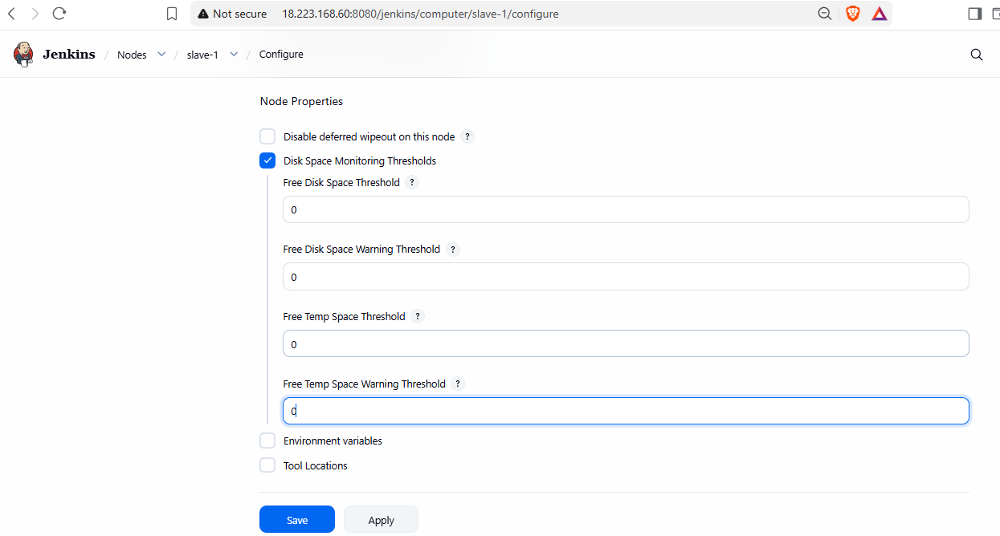 Not secure 18.223.168.60:8080/jenkins/computer/slave-1/configure
Jenkins / Nodes / slave-1 / Configure
Node Properties
Disable deferred wipeout on this node ?
Disk Space Monitoring Thresholds
Free Disk Space Threshold ?
0
Free Disk Space Warning Threshold ?
0
Free Temp Space Threshold ?
0
Free Temp Space Warning Threshold ?
0
Environment variables
Tool Locations
Save Apply